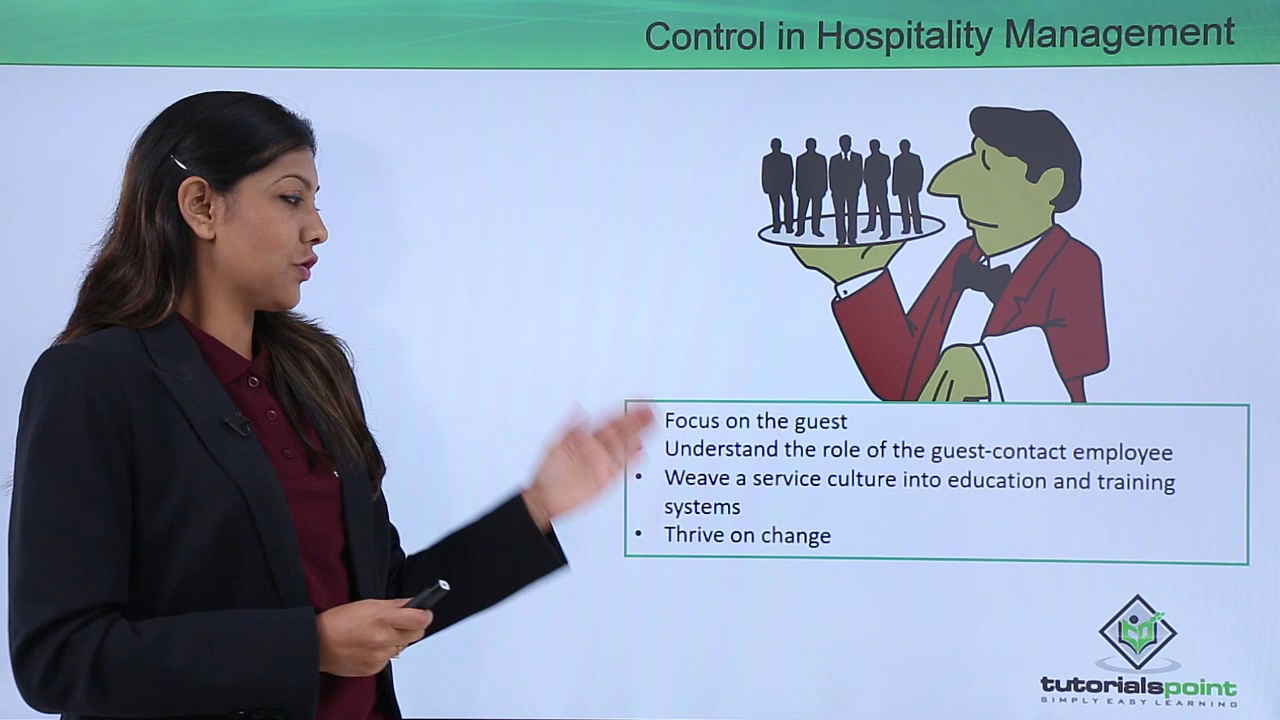 Control in Hospitality Management
Focus on the guest
Understand the role of the guest-contact employee
• Weave a service culture into education and training
systems
• Thrive on change
tutorialspoint
SIMPLY EASY LEARNING